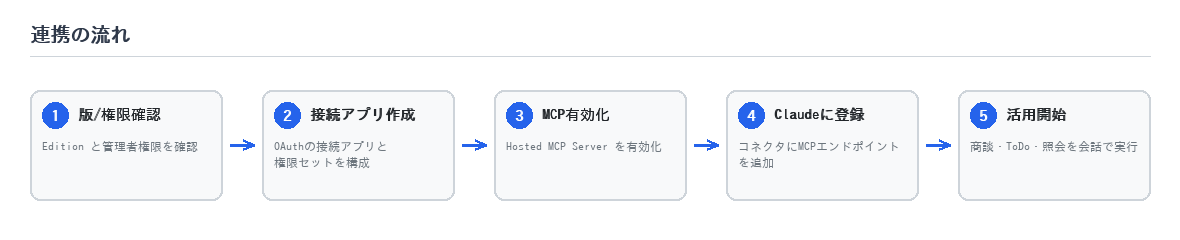 連携の流れ
1 版/権限確認
Edition と管理者権限を確認
2 接続アプリ作成
OAuthの接続アプリと
権限セットを構成
3 MCP有効化
Hosted MCP Server を有効化
4 Claudeに登録
コネクタにMCPエンドポイント
を追加
5 活用開始
商談・ToDo・照会を会話で実行